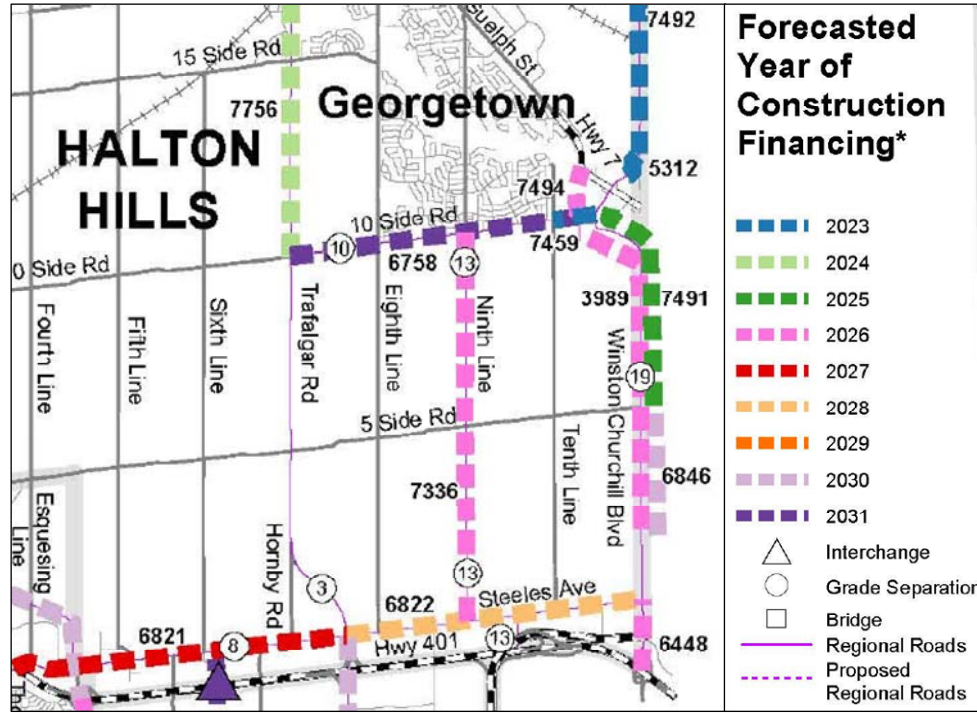 7492
Guelph St
15 Side Rd
7756
Georgetown
Hwy 7
HALTON
HILLS
5312
7494
10 Side Rd
7459
10
6758
13
0 Side Rd
3989
7491
Fourth Line
Fifth Line
Sixth Line
Trafalgar Rd
Eighth Line
Ninth Line
Tenth Line
Winston Churchill Blvd
19
5 Side Rd
7336
6846
Esquesing
Line
Hornby Rd
3
13
6822
Steeles Ave
6821
8
Hwy 401
13
6448
Forecasted
Year of
Construction
Financing*
2023
2024
2025
2026
2027
2028
2029
2030
2031
Interchange
Grade Separation
Bridge
Regional Roads
Proposed
Regional Roads